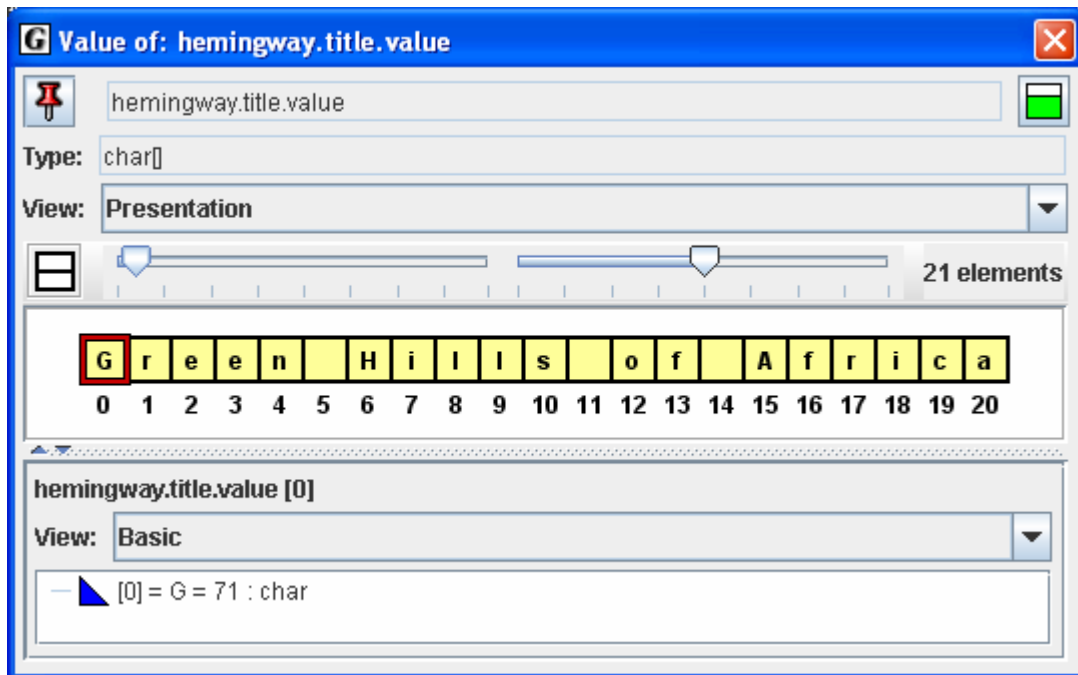 G Value of: hemingway.title.value
hemingway.title.value
Type: char[]
View: Presentation
21 elements
G r e e n H i l l s o f A f r i c a
0 1 2 3 4 5 6 7 8 9 10 11 12 13 14 15 16 17 18 19 20
hemingway.title.value [0]
View: Basic
[0] = G = 71 : char